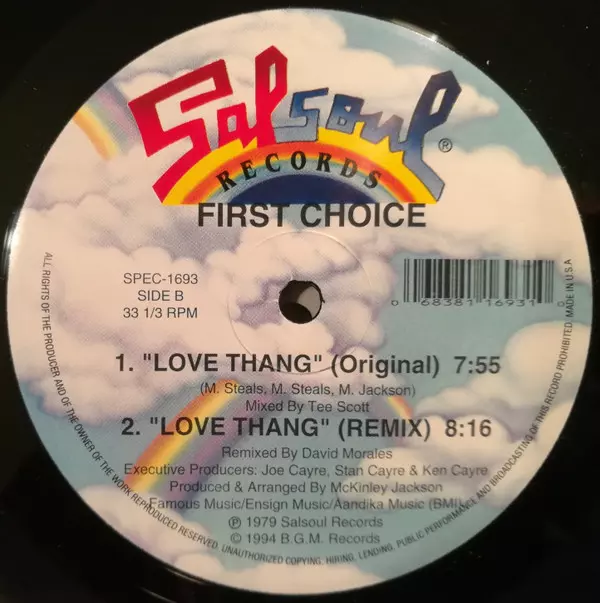 Salsoul®
RECORDS
FIRST CHOICE
SPEC-1693
SIDE B
33 1/3 RPM
0 68381 16931 0
1. "LOVE THANG" (Original) 7:55
(M. Steals, M. Steals, M. Jackson)
Mixed By Tee Scott
2. "LOVE THANG" (REMIX) 8:16
Remixed By David Morales
Executive Producers: Joe Cayre, Stan Cayre & Ken Cayre
Produced & Arranged By McKinley Jackson
Famous Music/Ensign Music/Aandika Music (BMI)
℗ 1979 Salsoul Records
© 1994 B.G.M. Records
ALL RIGHTS OF THE PRODUCER AND OF THE OWNER OF THE WORK REPRODUCED RESERVED. UNAUTHORIZED COPYING, HIRING, LENDING, PUBLIC PERFORMANCE AND BROADCASTING OF THIS RECORD PROHIBITED. MADE IN U.S.A